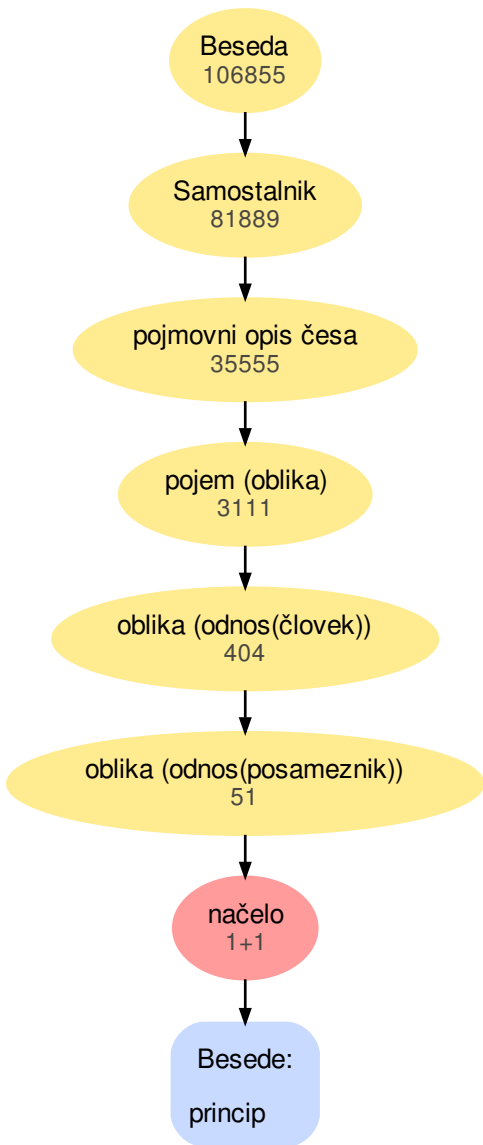 Beseda
106855
Samostalnik
81889
pojmovni opis česa
35555
pojem (oblika)
3111
oblika (odnos(človek))
404
oblika (odnos(posameznik))
51
načelo
1+1
Besede:
princip